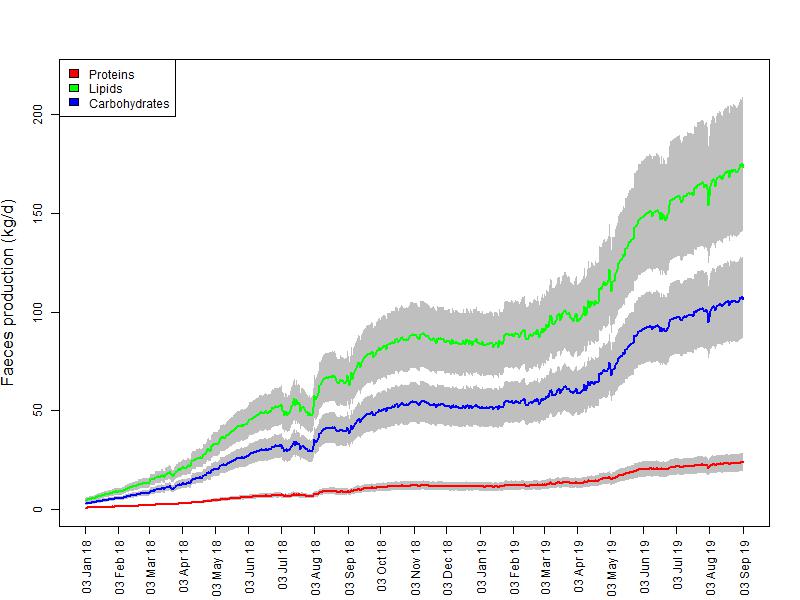 Proteins
Lipids
Carbohydrates
Faeces production (kg/d)
200
150
100
50
0
03 Jan 18
03 Feb 18
03 Mar 18
03 Apr 18
03 May 18
03 Jun 18
03 Jul 18
03 Aug 18
03 Sep 18
03 Oct 18
03 Nov 18
03 Dec 18
03 Jan 19
03 Feb 19
03 Mar 19
03 Apr 19
03 May 19
03 Jun 19
03 Jul 19
03 Aug 19
03 Sep 19